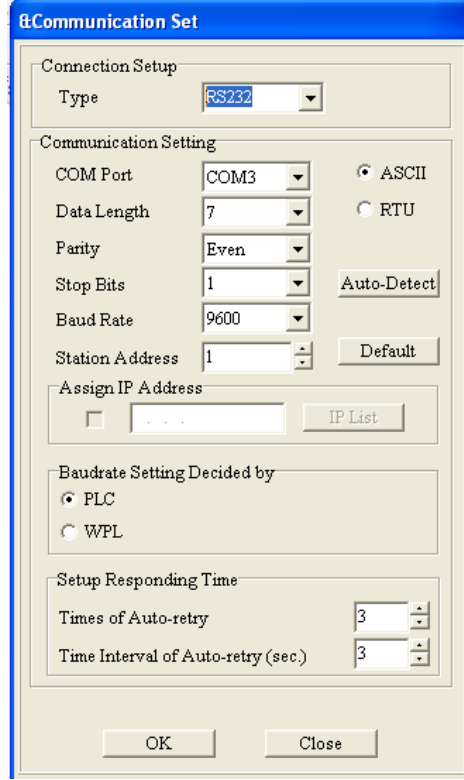 &Communication Set
Connection Setup
Type RS232
Communication Setting
COM Port COM3 ASCII
Data Length 7 RTU
Parity Even
Stop Bits 1 Auto-Detect
Baud Rate 9600
Station Address 1 Default
Assign IP Address
. . . IP List
Baudrate Setting Decided by
PLC
WPL
Setup Responding Time
Times of Auto-retry 3
Time Interval of Auto-retry (sec.) 3
OK Close